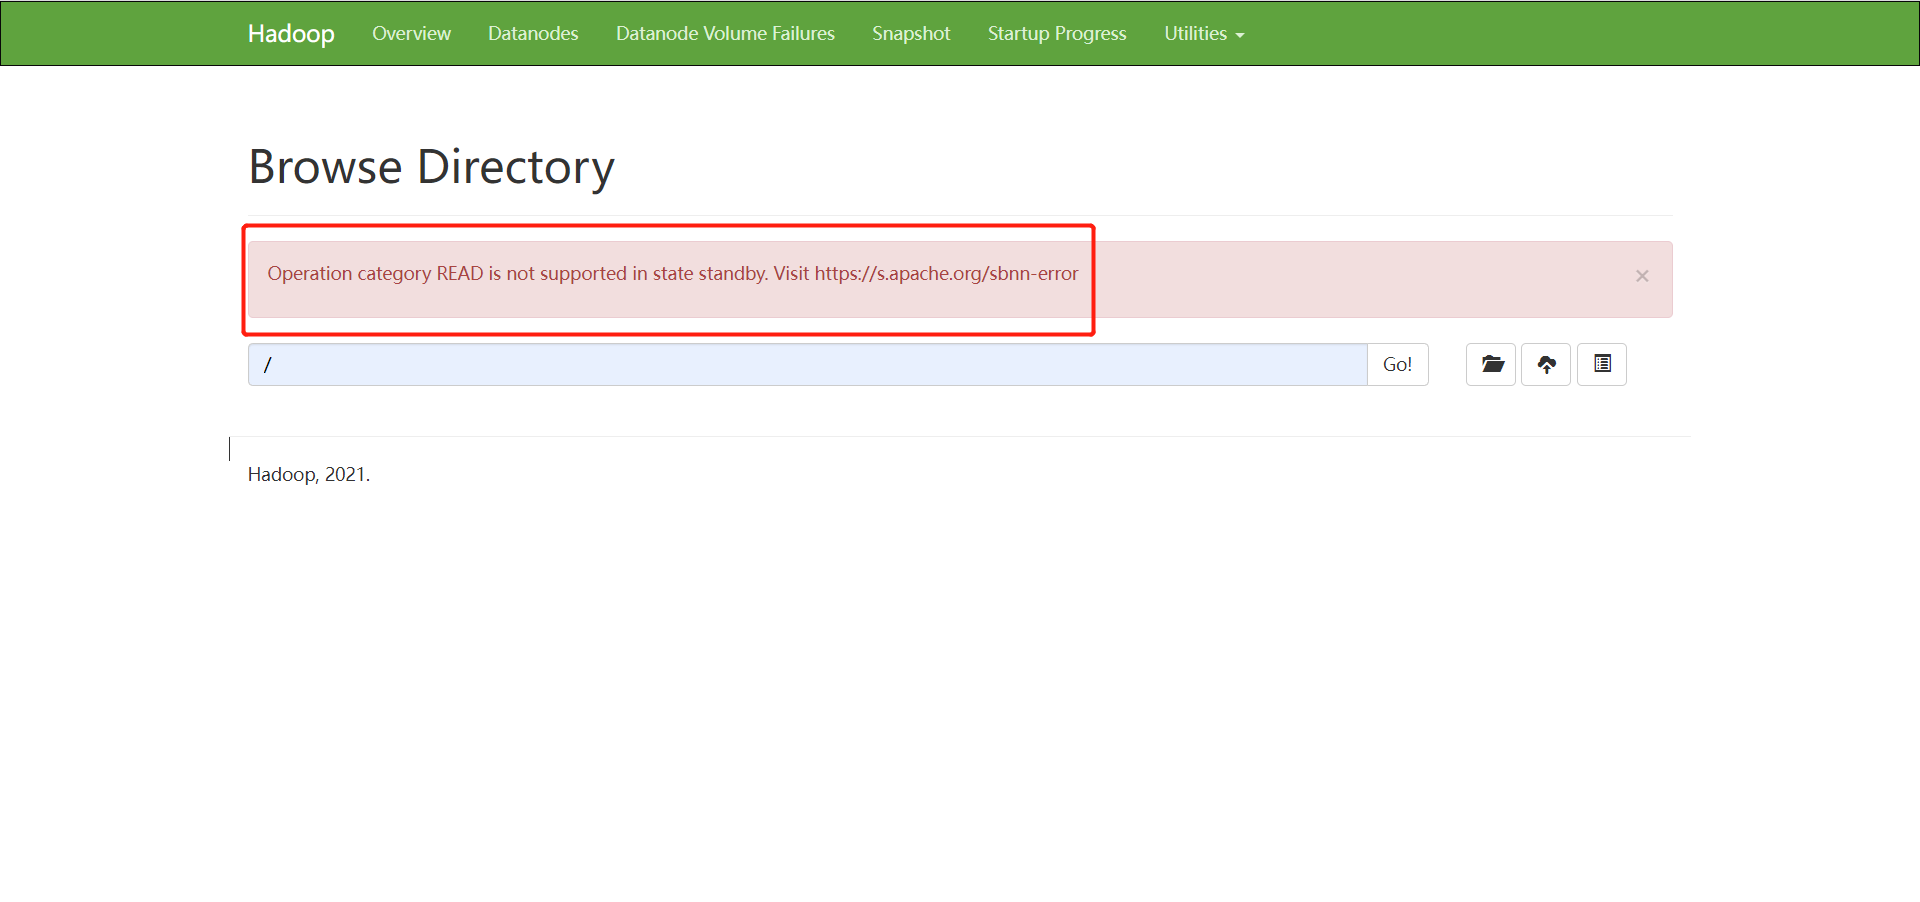 Hadoop Overview Datanodes Datanode Volume Failures Snapshot Startup Progress Utilities
Browse Directory
Operation category READ is not supported in state standby. Visit https://s.apache.org/sbnn-error ×
/ Go!
Hadoop, 2021.